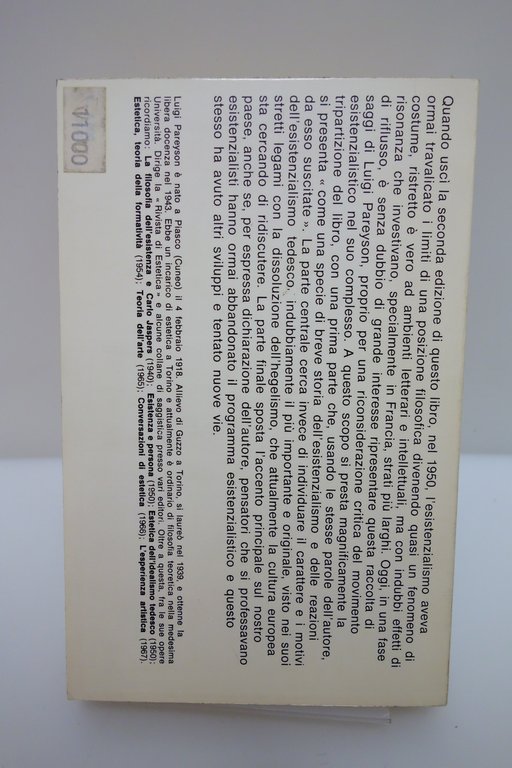 Quando uscì la seconda edizione di questo libro, nel 1950, l'esistenzialismo aveva
ormai travalicato i limiti di una posizione filosofica divenendo quasi un fenomeno di
costume, ristretto è vero ad ambienti letterari e intellettuali, ma con indubbi effetti di
risonanza che investivano, specialmente in Francia, strati più larghi. Oggi, in una fase
di riflusso, è senza dubbio di grande interesse ripresentare questa raccolta di
saggi di Luigi Pareyson, proprio per una riconsiderazione critica del movimento
esistenzialistico nel suo complesso. A questo scopo si presta magnificamente la
tripartizione del libro, con una prima parte che, usando le stesse parole dell'autore,
si presenta « come una specie di breve storia dell'esistenzialismo e delle reazioni
da esso suscitate ». La parte centrale cerca invece di individuare il carattere e i motivi
dell'esistenzialismo tedesco, indubbiamente il più importante e originale, visto nei suoi
stretti legami con la dissoluzione dell'hegelismo, che attualmente la cultura europea
sta cercando di ridiscutere. La parte finale sposta l'accento principale sul nostro
paese, anche se, per espressa dichiarazione dell'autore, pensatori che si professavano
esistenzialisti hanno ormai abbandonato il programma esistenzialistico e questo
stesso ha avuto altri sviluppi e tentato nuove vie.
Luigi Pareyson è nato a Piasco (Cuneo) il 4 febbraio 1918. Allievo di Guzzo a Torino, si laureò nel 1939, e ottenne la
libera docenza nel 1943. Ebbe un incarico di estetica a Torino e attualmente è ordinario di filosofia teoretica nella medesima
Università. Dirige la « Rivista di Estetica » e alcune collane di saggistica presso vari editori. Oltre a questa, fra le sue opere
ricordiamo: La filosofia dell'esistenza e Carlo Jaspers (1940); Esistenza e persona (1950); Estetica dell'idealismo tedesco (1950);
Estetica, teoria della formatività (1954); Teoria dell'arte (1965); Conversazioni di estetica (1966); L'esperienza artistica (1967).
11000